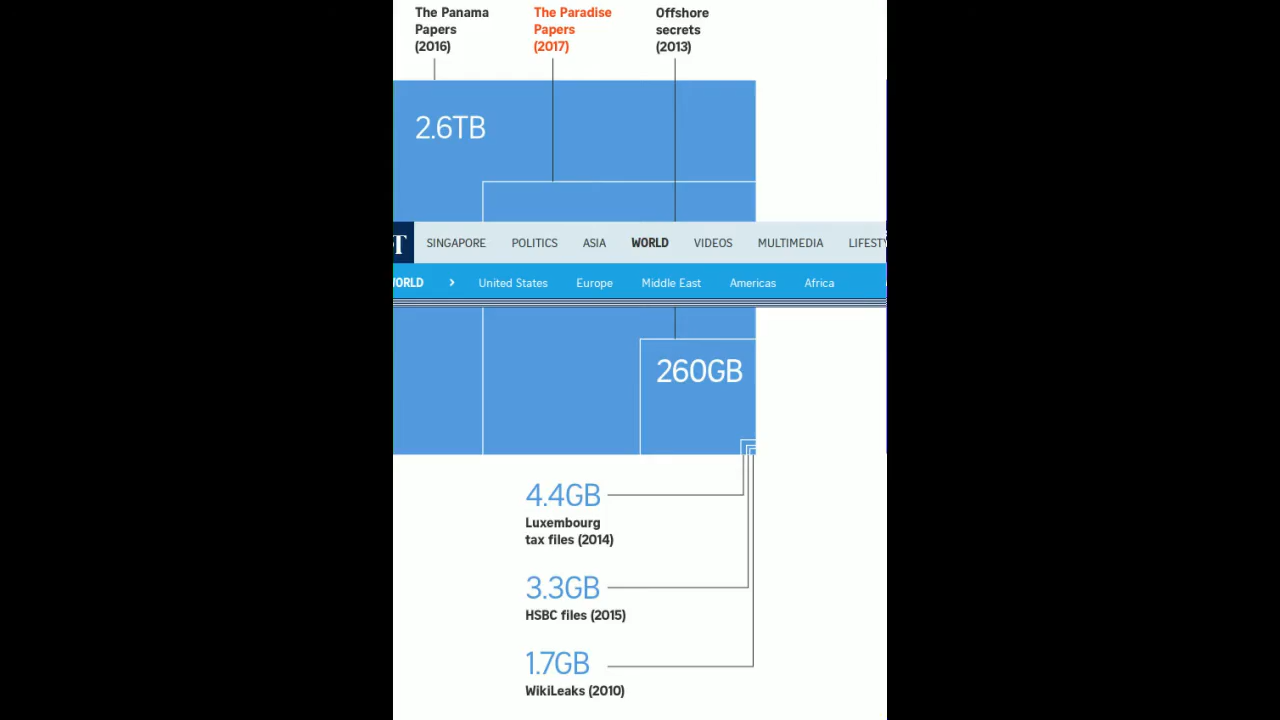 The Panama
Papers
(2016)
The Paradise
Papers
(2017)
Offshore
secrets
(2013)
2.6TB
T SINGAPORE POLITICS ASIA WORLD VIDEOS MULTIMEDIA LIFESTY
WORLD > United States Europe Middle East Americas Africa
260GB
4.4GB
Luxembourg
tax files (2014)
3.3GB
HSBC files (2015)
1.7GB
WikiLeaks (2010)